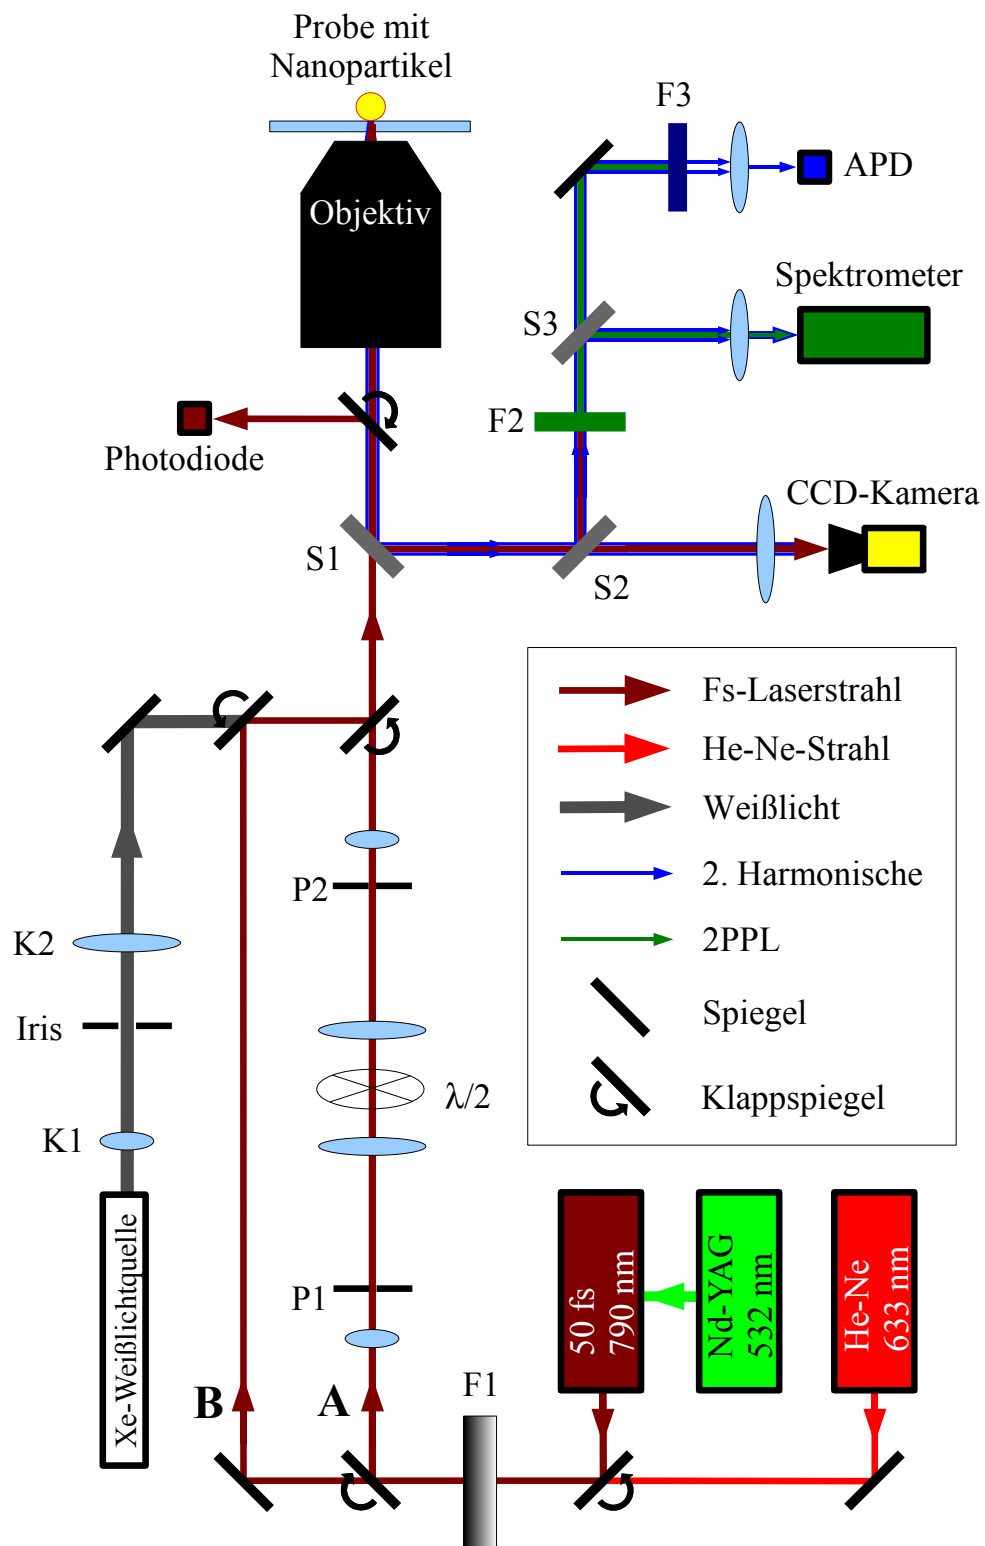 Probe mit
Nanopartikel
F3
APD
Objektiv
Spektrometer
S3
F2
Photodiode
CCD-Kamera
S1
S2
Fs-Laserstrahl
He-Ne-Strahl
Weißlicht
2. Harmonische
2PPL
Spiegel
Klappspiegel
P2
K2
Iris
λ/2
K1
Xe-Weißlichtquelle
P1
50 fs
790 nm
Nd-YAG
532 nm
He-Ne
633 nm
B
A
F1